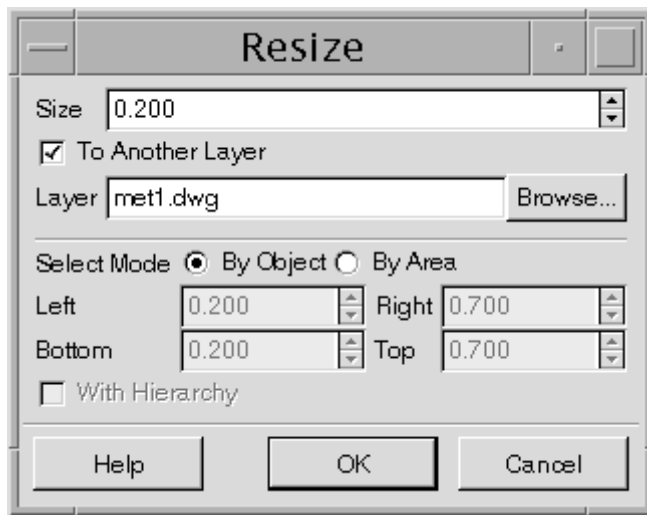 Resize
Size 0.200
To Another Layer
Layer met1.dwg Browse...
Select Mode By Object By Area
Left 0.200 Right 0.700
Bottom 0.200 Top 0.700
With Hierarchy
Help OK Cancel